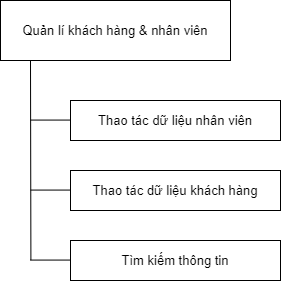 Quản lí khách hàng & nhân viên
Thao tác dữ liệu nhân viên
Thao tác dữ liệu khách hàng
Tìm kiếm thông tin